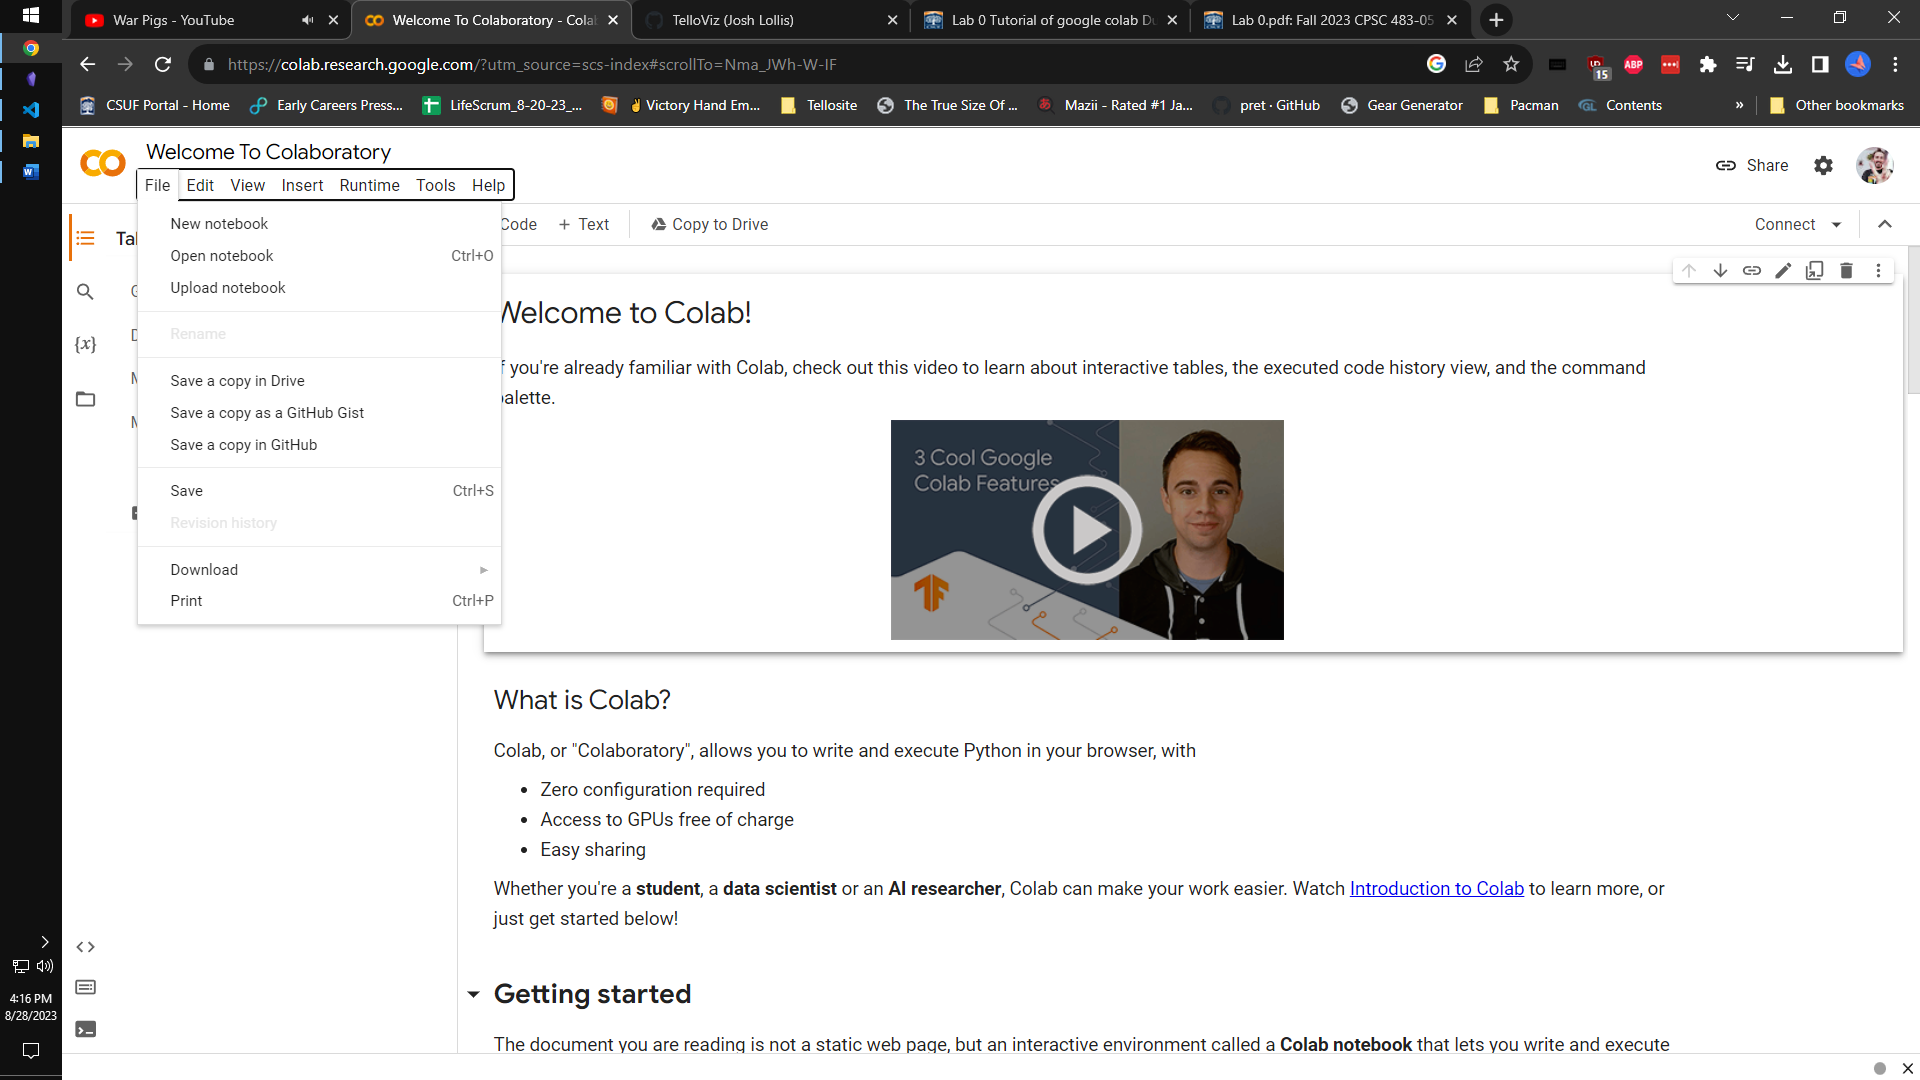 War Pigs - YouTube
Welcome To Colaboratory - Colab
TelloViz (Josh Lollis)
Lab 0 Tutorial of google colab Du
Lab 0.pdf: Fall 2023 CPSC 483-05
https://colab.research.google.com/?utm_source=scs-index#scrollTo=Nma_JWh-W-IF
15
ABP
CSUF Portal - Home
Early Careers Press...
LifeScrum_8-20-23_...
Victory Hand Em...
Tellosite
The True Size Of ...
Mazii - Rated #1 Ja...
pret · GitHub
Gear Generator
Pacman
GL Contents
»
Other bookmarks
Welcome To Colaboratory
File Edit View Insert Runtime Tools Help
Share
Code + Text Copy to Drive
Connect
Tal
New notebook
Open notebook Ctrl+O
Upload notebook
Rename
Save a copy in Drive
Save a copy as a GitHub Gist
Save a copy in GitHub
Save Ctrl+S
Revision history
Download
Print Ctrl+P
{x}
Welcome to Colab!
if you're already familiar with Colab, check out this video to learn about interactive tables, the executed code history view, and the command
palette.
3 Cool Google
Colab Features
What is Colab?
Colab, or "Colaboratory", allows you to write and execute Python in your browser, with
• Zero configuration required
• Access to GPUs free of charge
• Easy sharing
Whether you're a student, a data scientist or an AI researcher, Colab can make your work easier. Watch Introduction to Colab to learn more, or
just get started below!
Getting started
The document you are reading is not a static web page, but an interactive environment called a Colab notebook that lets you write and execute
4:16 PM
8/28/2023